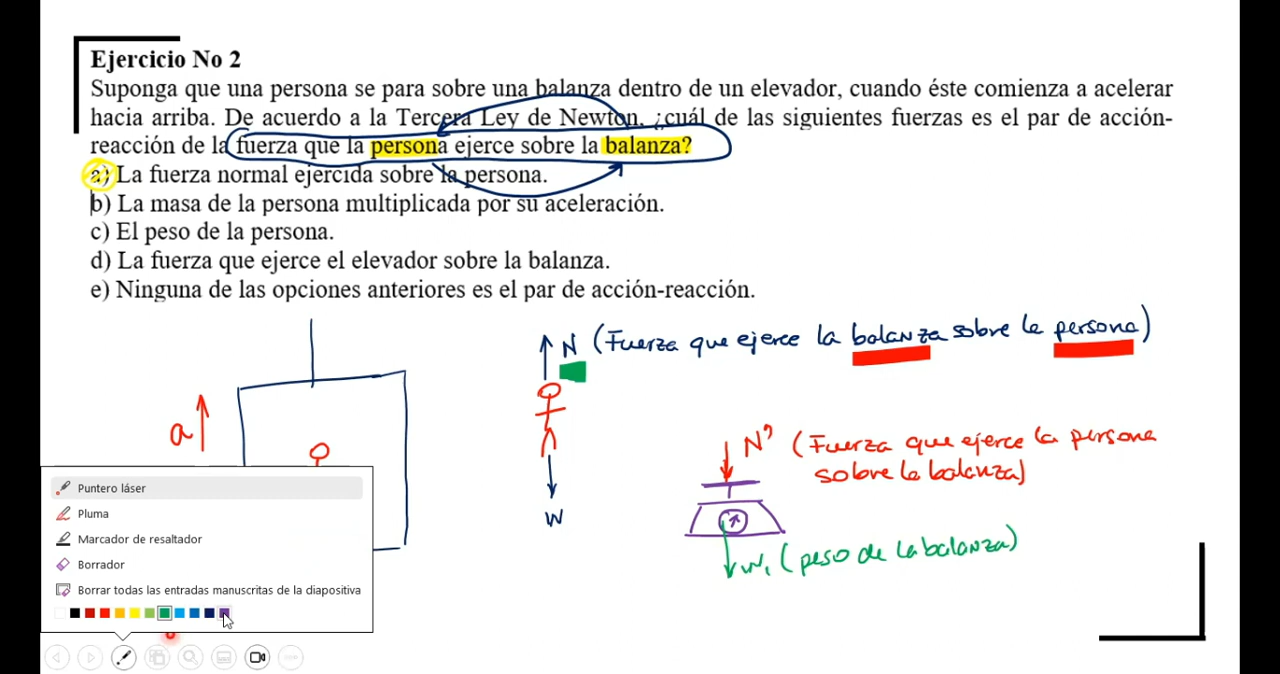 Ejercicio No 2
Suponga que una persona se para sobre una balanza dentro de un elevador, cuando éste comienza a acelerar
hacia arriba. De acuerdo a la Tercera Ley de Newton. ¿cuál de las siguientes fuerzas es el par de acción-
reacción de la fuerza que la persona ejerce sobre la balanza?
a) La fuerza normal ejercida sobre la persona.
b) La masa de la persona multiplicada por su aceleración.
c) El peso de la persona.
d) La fuerza que ejerce el elevador sobre la balanza.
e) Ninguna de las opciones anteriores es el par de acción-reacción.
N (Fuerza que ejerce la balanza sobre la persona)
a
N' (Fuerza que ejerce la persona
sobre la balanza)
W
W₁ (peso de la balanza)
Puntero láser
Pluma
Marcador de resaltador
Borrador
Borrar todas las entradas manuscritas de la diapositiva